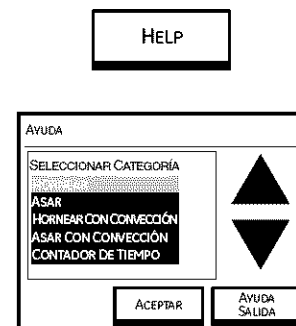 HELP
AYUDA
SELECCIONAR CATEGORÍA
ASAR
HORNEAR CON CONVECCIÓN
ASAR CON CONVECCIÓN
CONTADOR DE TIEMPO
ACEPTAR
AYUDA
SALIDA